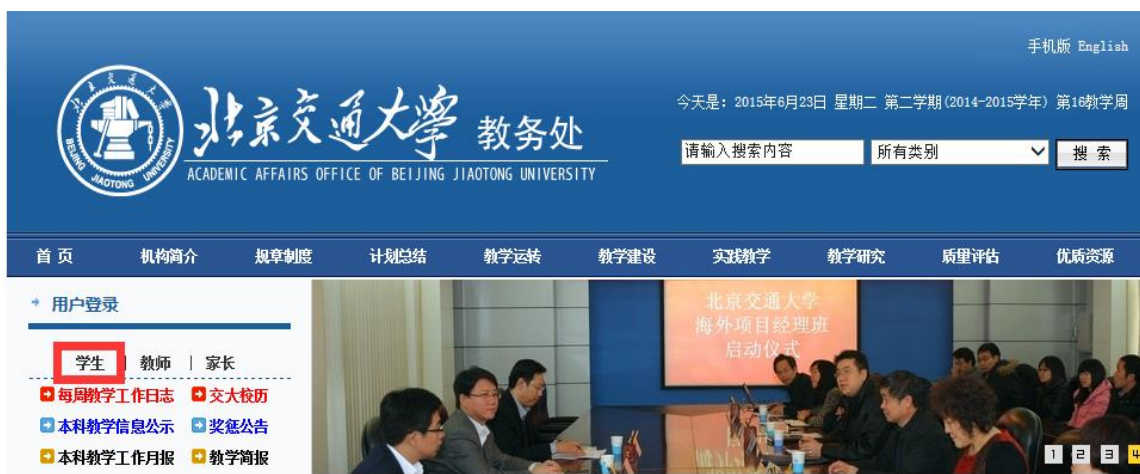 手机版 English
今天是：2015年6月23日 星期二 第二学期(2014-2015学年) 第16教学周
北京交通大学
BEIJING JIAOTONG UNIVERSITY
北京交通大學 教务处
ACADEMIC AFFAIRS OFFICE OF BEIJING JIAOTONG UNIVERSITY
请输入搜索内容 所有类别 搜 索
首 页 机构简介 规章制度 计划总结 教学运转 教学建设 实践教学 教学研究 质量评估 优质资源
用户登录
学生 | 教师 | 家长
每周教学工作日志 交大校历
本科教学信息公示 奖惩公告
本科教学工作月报 教学简报
北京交通大学
海外项目经理班
启动仪式
1 2 3 4